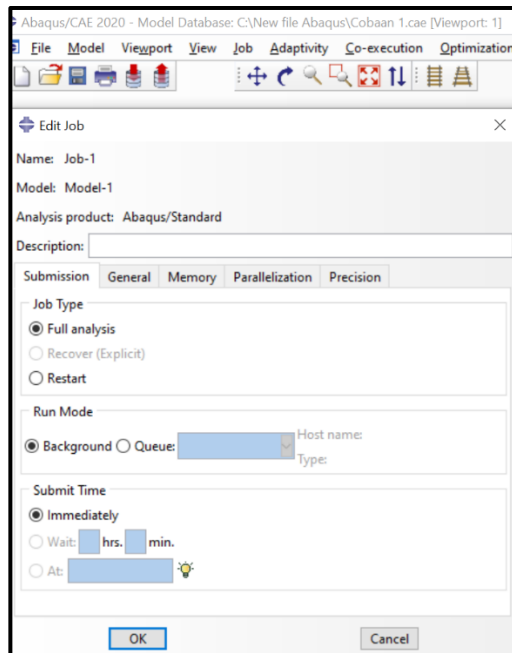 Abaqus/CAE 2020 - Model Database: C:\New file Abaqus\Cobaan 1.cae [Viewport: 1]
File Model Viewport View Job Adaptivity Co-execution Optimization
Edit Job
Name: Job-1
Model: Model-1
Analysis product: Abaqus/Standard
Description:
Submission General Memory Parallelization Precision
Job Type
Full analysis
Recover (Explicit)
Restart
Run Mode
Background Queue: Host name:
Type:
Submit Time
Immediately
Wait: hrs. min.
At:
OK Cancel